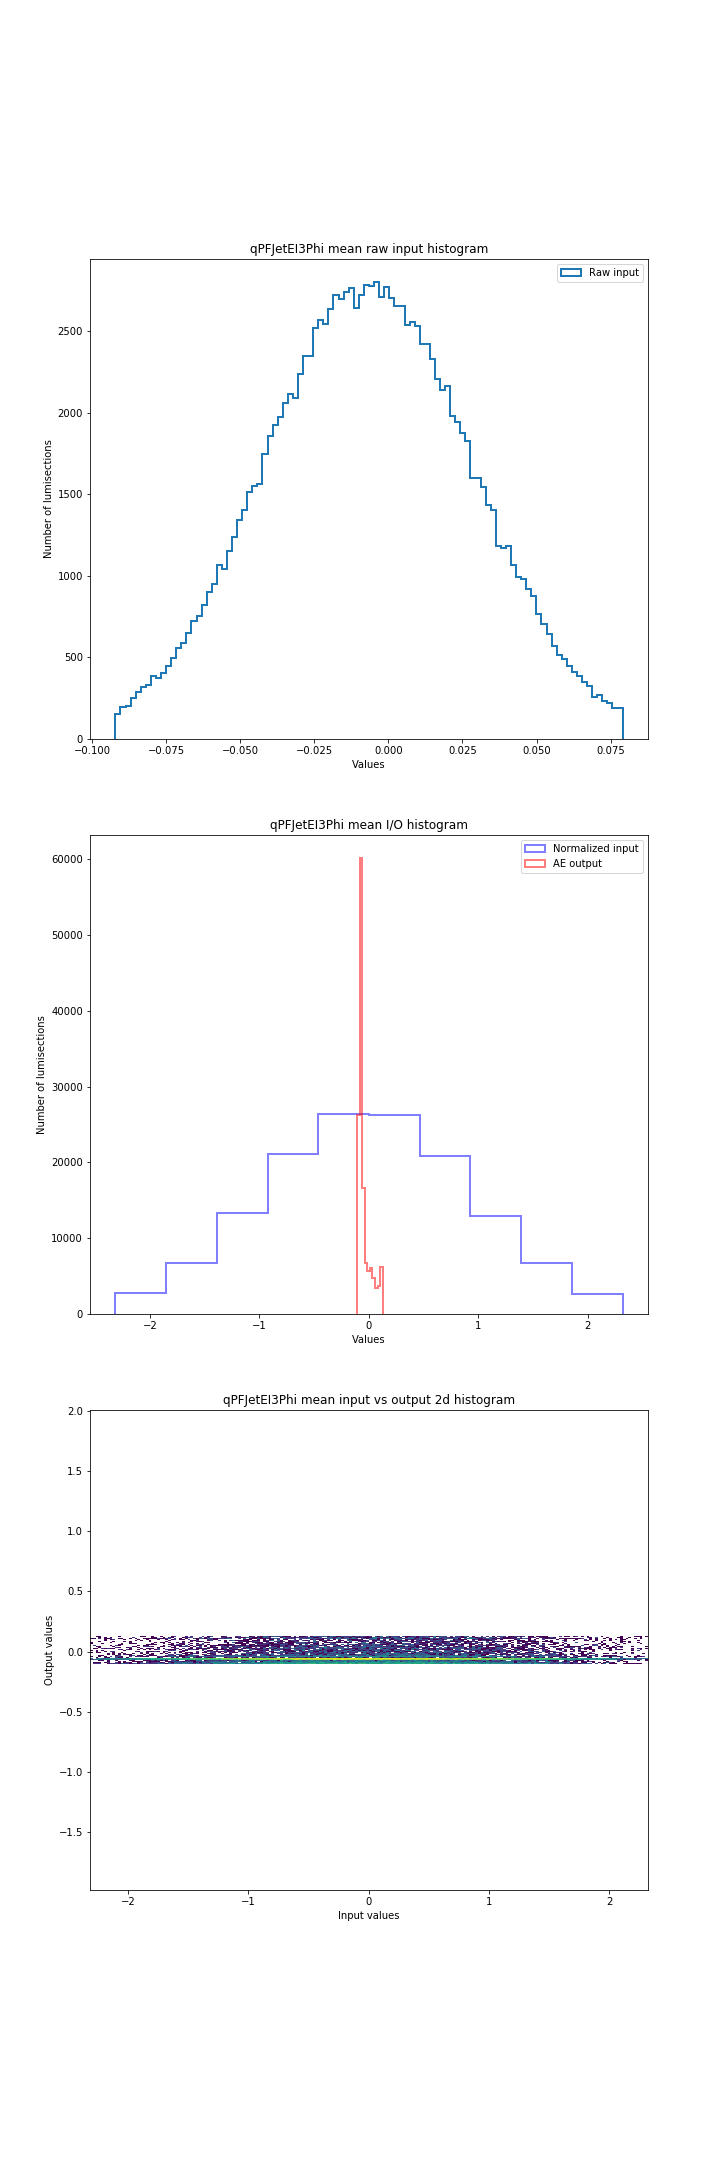 qPFJetEI3Phi mean raw input histogram
Raw input
2500
2000
1500
1000
500
0
Number of lumisections
−0.100 −0.075 −0.050 −0.025 0.000 0.025 0.050 0.075
Values
qPFJetEI3Phi mean I/O histogram
Normalized input
AE output
60000
50000
40000
30000
20000
10000
0
Number of lumisections
−2 −1 0 1 2
Values
qPFJetEI3Phi mean input vs output 2d histogram
2.0
1.5
1.0
0.5
0.0
−0.5
−1.0
−1.5
Output values
−2 −1 0 1 2
Input values